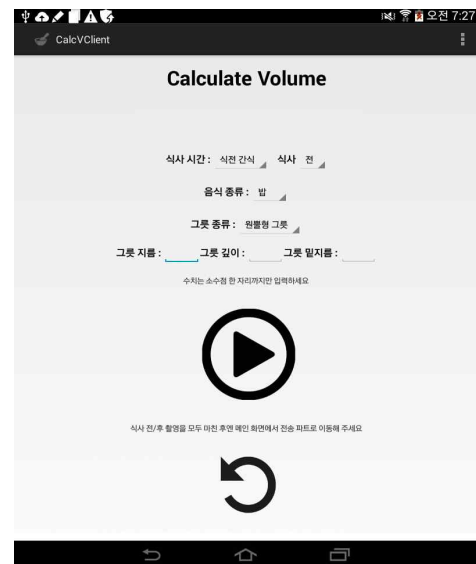 오전 7:27
CalcVClient
Calculate Volume
식사 시간 : 식전 간식 식사 전
음식 종류 : 밥
그릇 종류 : 원뿔형 그릇
그릇 지름 : 그릇 깊이 : 그릇 밑지름 :
수치는 소수점 한 자리까지만 입력하세요
식사 전/후 촬영을 모두 마친 후엔 메인 화면에서 전송 파트로 이동해 주세요